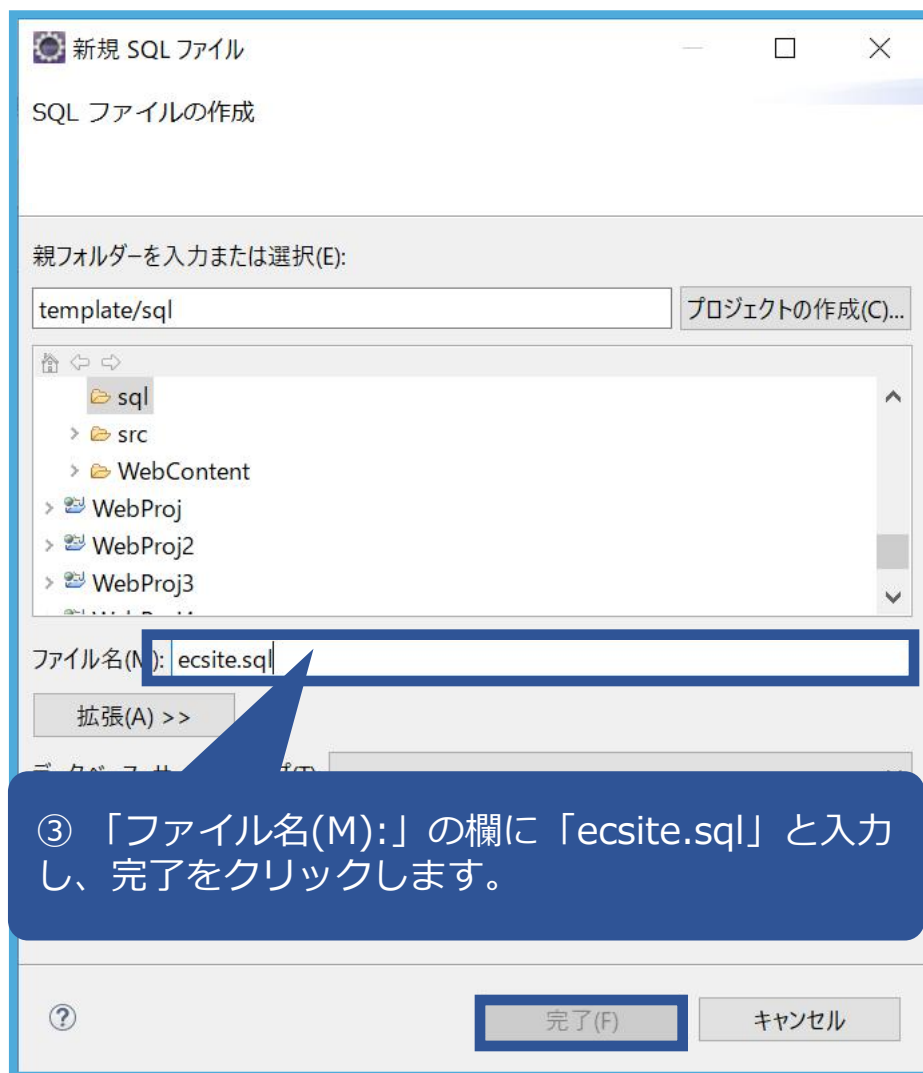 新規 SQL ファイル
SQL ファイルの作成
親フォルダーを入力または選択(E):
template/sql
プロジェクトの作成(C)...
sql
src
WebContent
WebProj
WebProj2
WebProj3
ファイル名(M): ecsite.sql
拡張(A) >>
③ 「ファイル名(M):」の欄に「ecsite.sql」と入力
し、完了をクリックします。
完了(F)
キャンセル